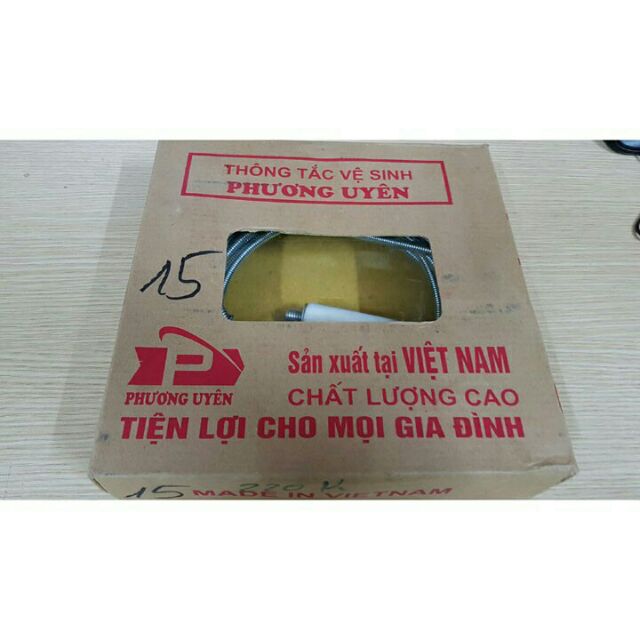 THÔNG TẮC VỆ SINH
PHƯƠNG UYÊN
15
PHƯƠNG UYÊN
Sản xuất tại VIỆT NAM
CHẤT LƯỢNG CAO
TIỆN LỢI CHO MỌI GIA ĐÌNH
220 K
15 MADE IN VIETNAM